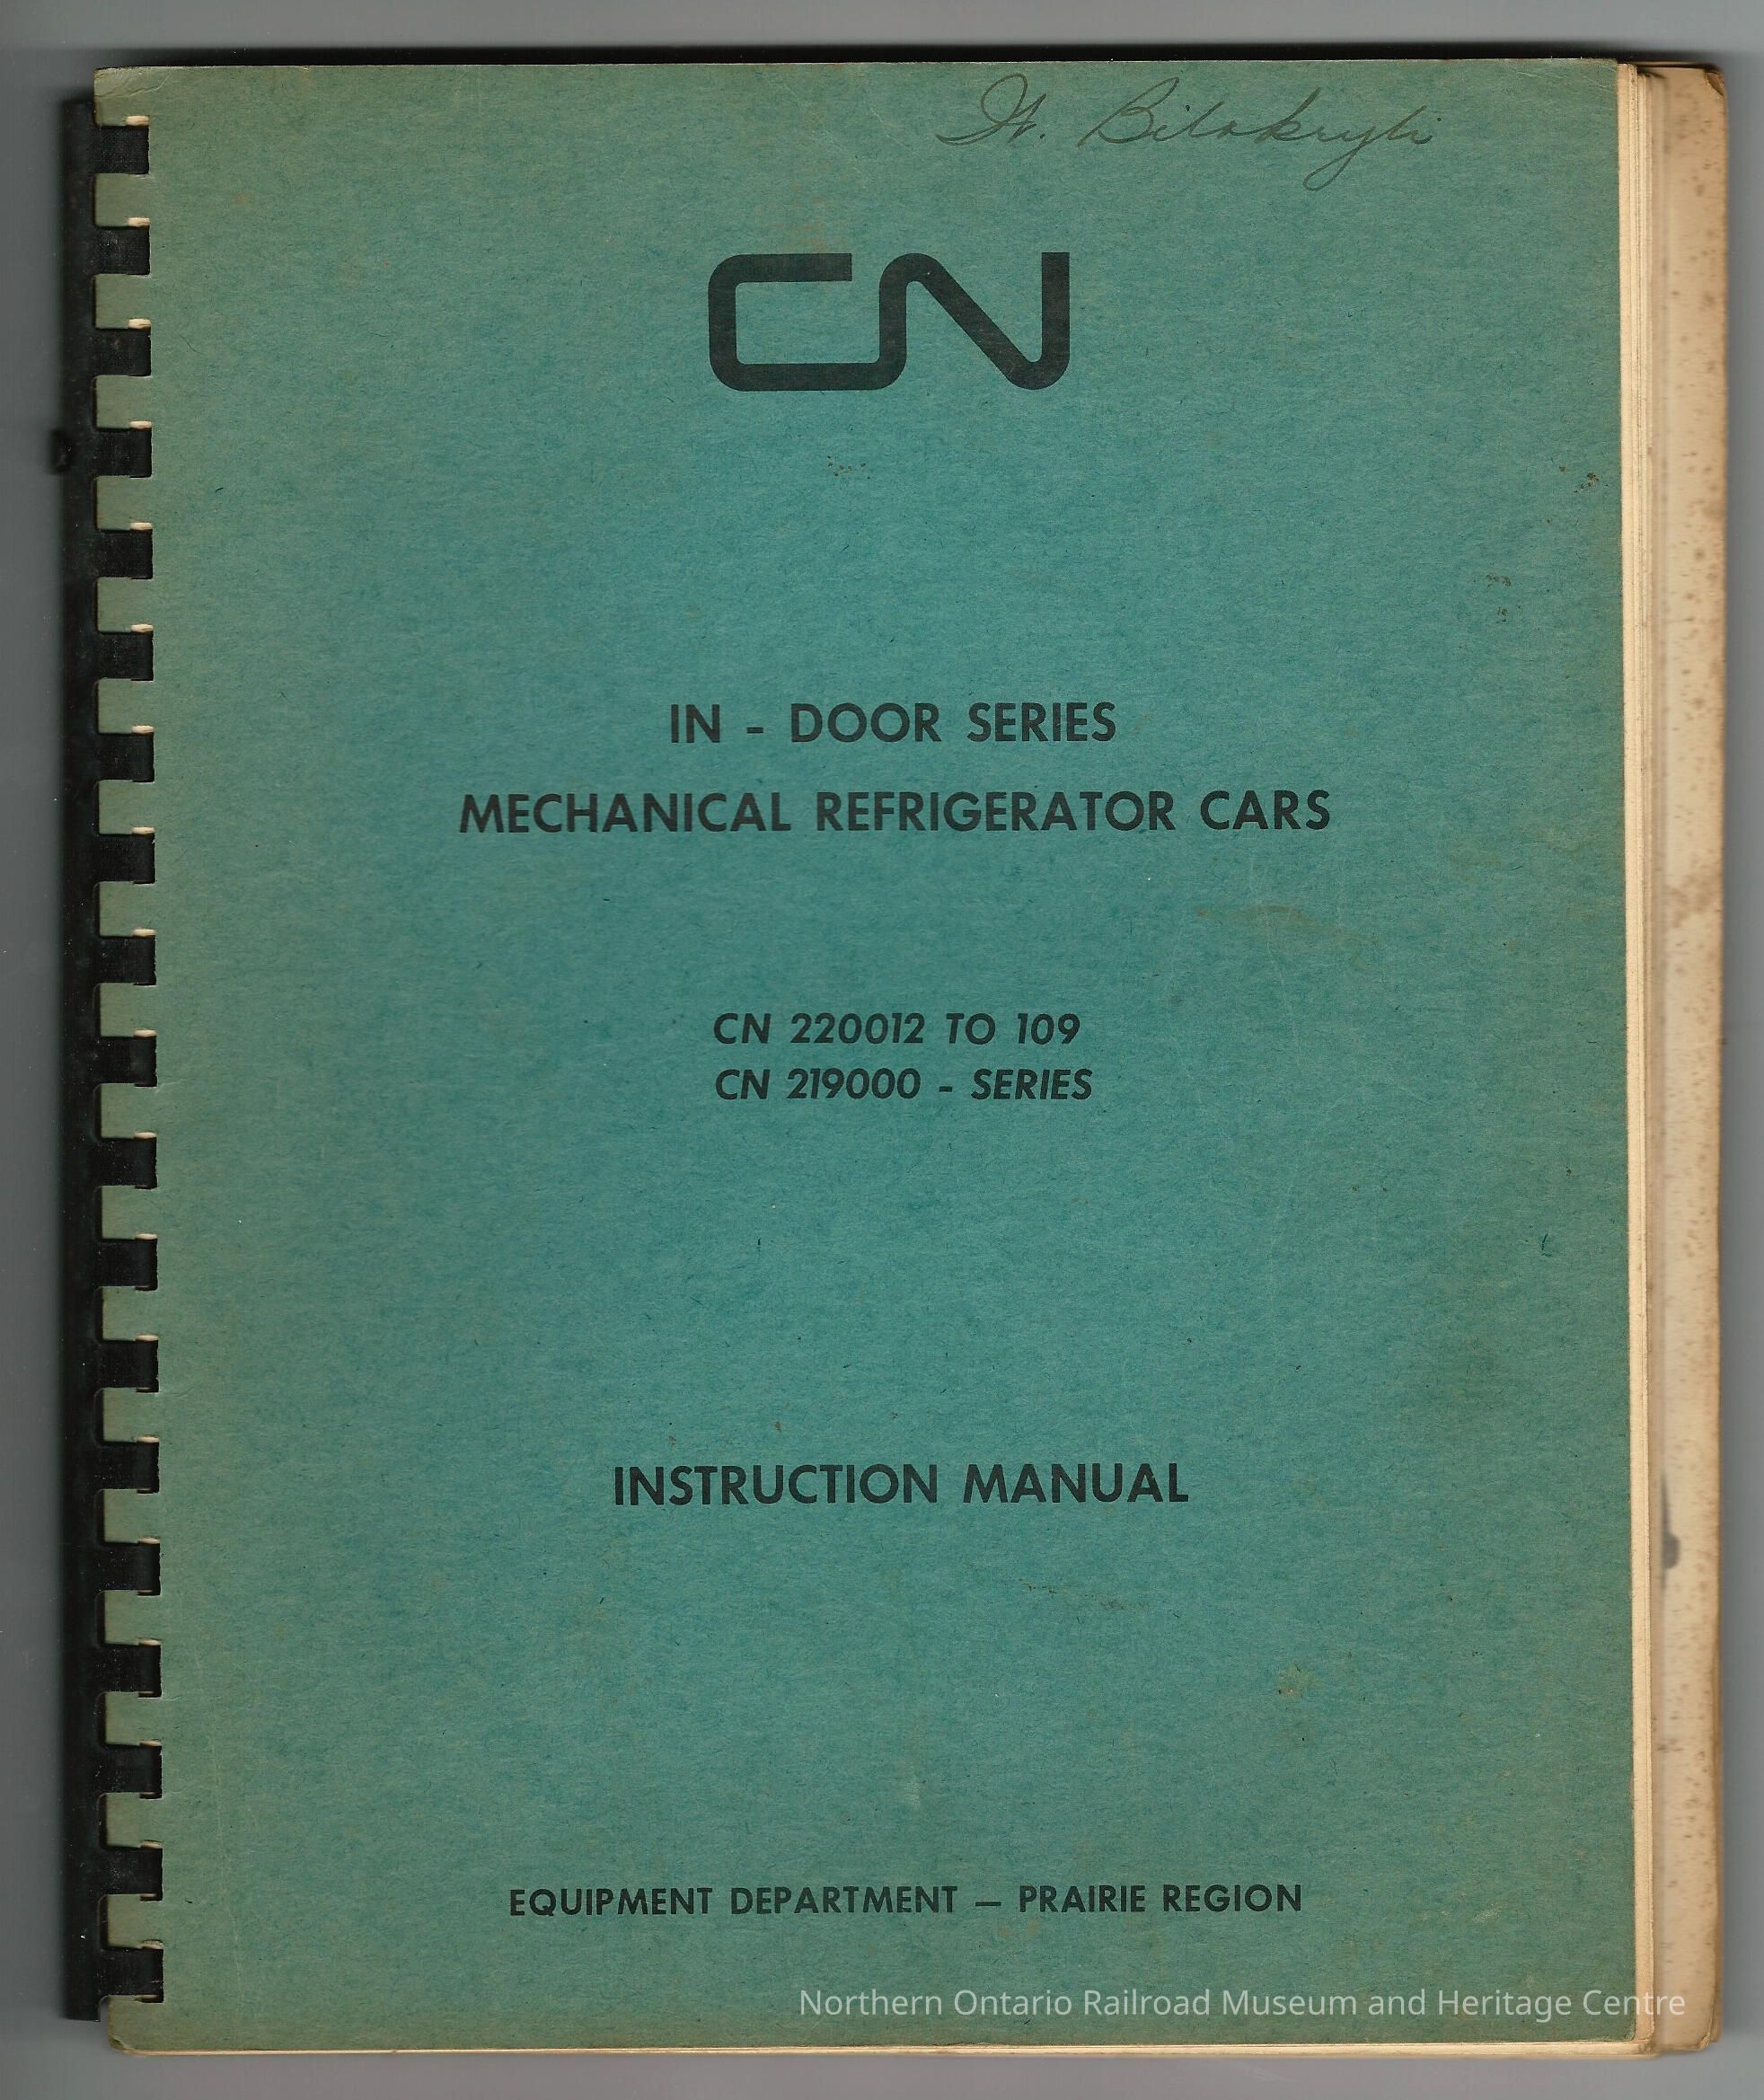 CN
IN - DOOR SERIES
MECHANICAL REFRIGERATOR CARS
CN 220012 TO 109
CN 219000 - SERIES
INSTRUCTION MANUAL
EQUIPMENT DEPARTMENT — PRAIRIE REGION
Northern Ontario Railroad Museum and Heritage Centre